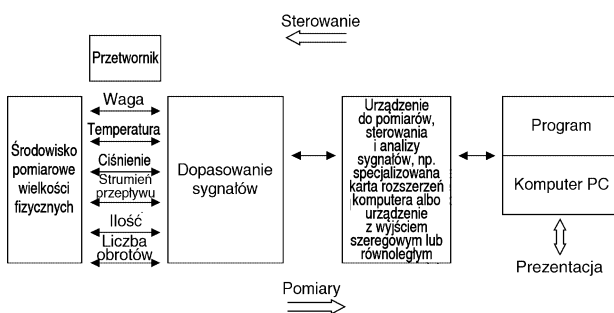 Sterowanie
Przetwornik
Środowisko
pomiarowe
wielkości
fizycznych
Waga
Temperatura
Ciśnienie
Strumień
przepływu
Ilość
Liczba
obrotów
Dopasowanie
sygnałów
Urządzenie
do pomiarów,
sterowania
i analizy
sygnałów, np.
specjalizowana
karta rozszerzeń
komputera albo
urządzenie
z wyjściem
szeregowym lub
równoległym
Program
Komputer PC
Prezentacja
Pomiary